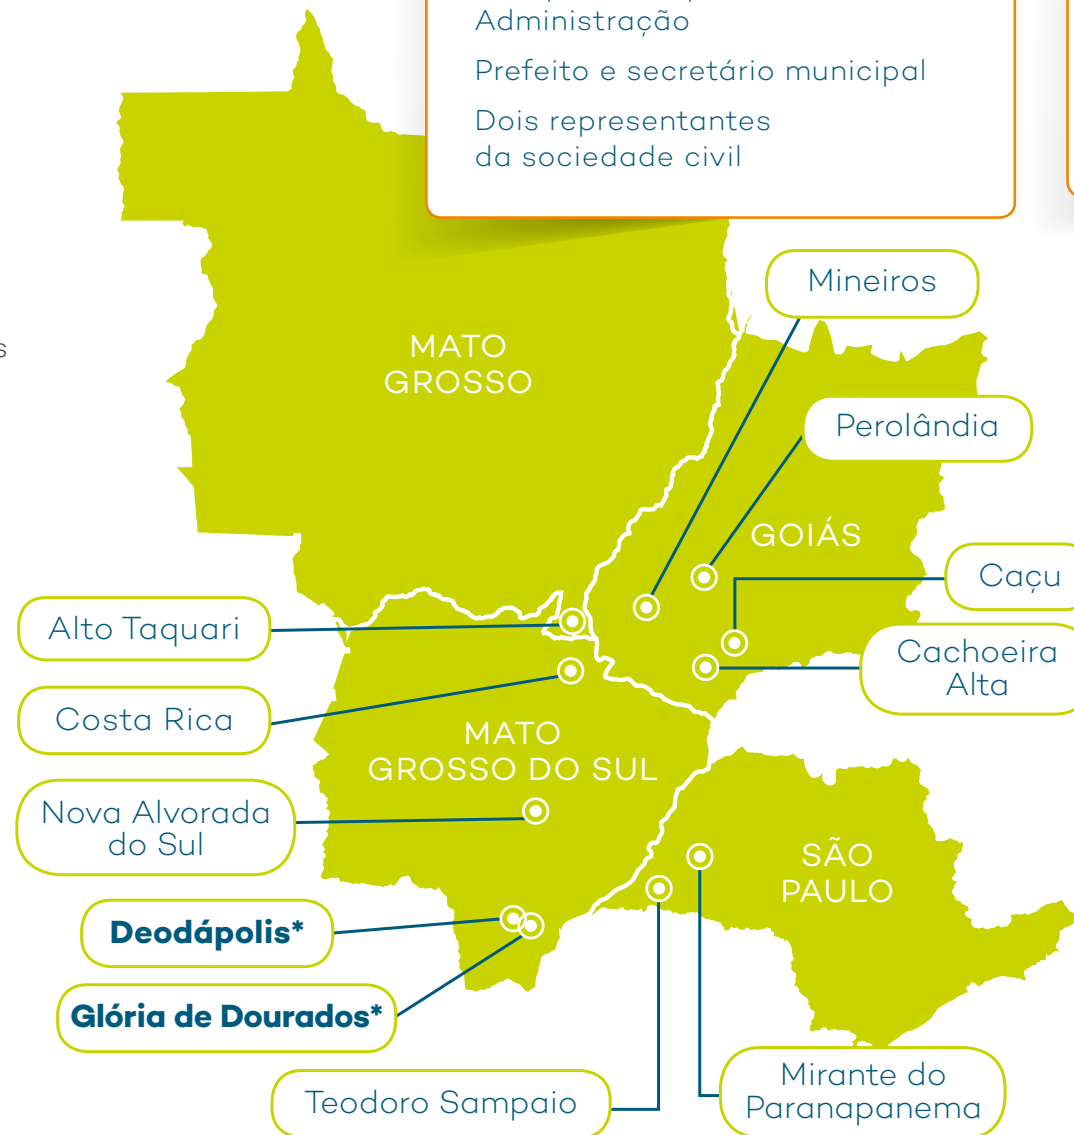 Administração
Prefeito e secretário municipal
Dois representantes
da sociedade civil
Mineiros
s
MATO
GROSSO
Perolândia
GOIÁS
Caçu
Alto Taquari
Cachoeira
Alta
Costa Rica
MATO
GROSSO DO SUL
Nova Alvorada
do Sul
SÃO
PAULO
Deodápolis*
Glória de Dourados*
Teodoro Sampaio
Mirante do
Paranapanema